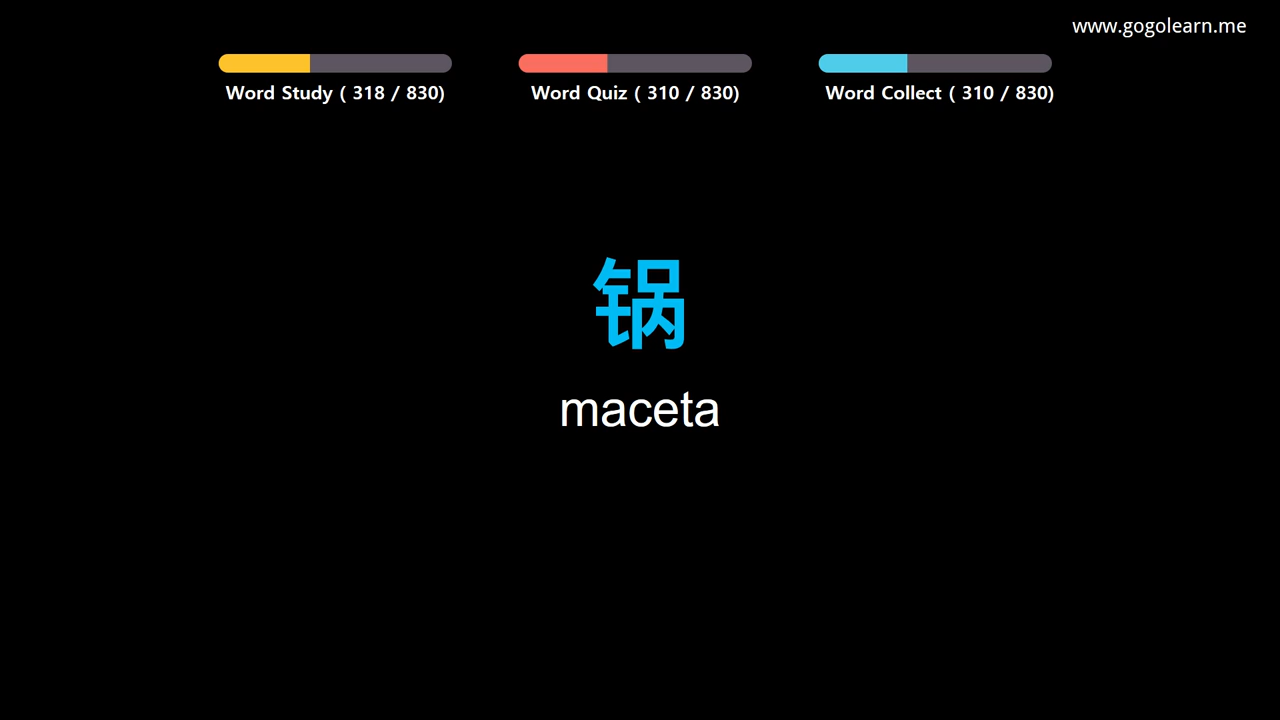 www.gogolearn.me
Word Study ( 318 / 830)
Word Quiz ( 310 / 830)
Word Collect ( 310 / 830)
锅
maceta